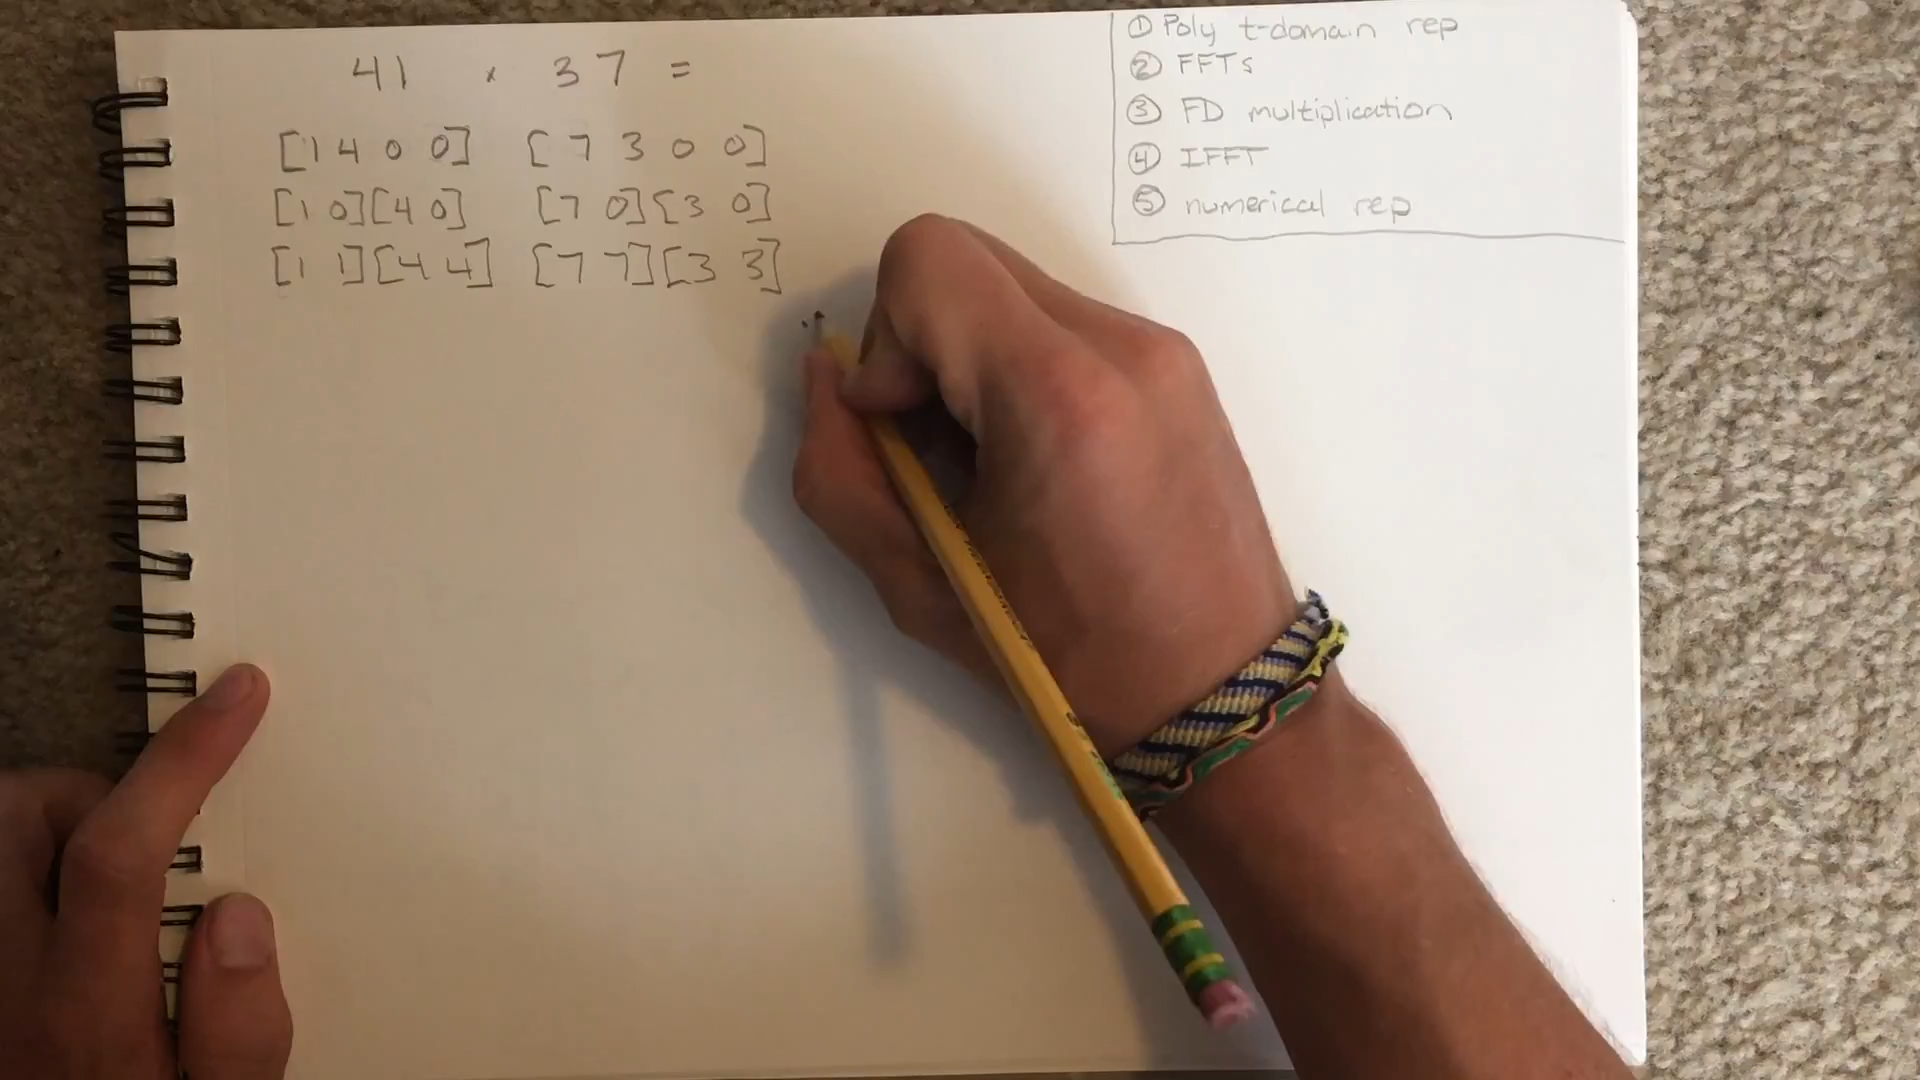 41 × 37 =
[1 4 0 0] [7 3 0 0]
[1 0][4 0] [7 0][3 0]
[1 1][4 4] [7 7][3 3]
① Poly t-domain rep
② FFTs
③ FD multiplication
④ IFFT
⑤ numerical rep